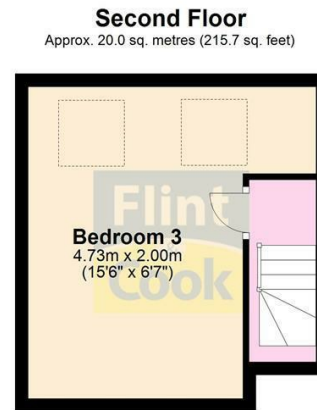 Second Floor
Approx. 20.0 sq. metres (215.7 sq. feet)
Flint
Bedroom 3
4.73m x 2.00m
(15'6" x 6'7")
Cook